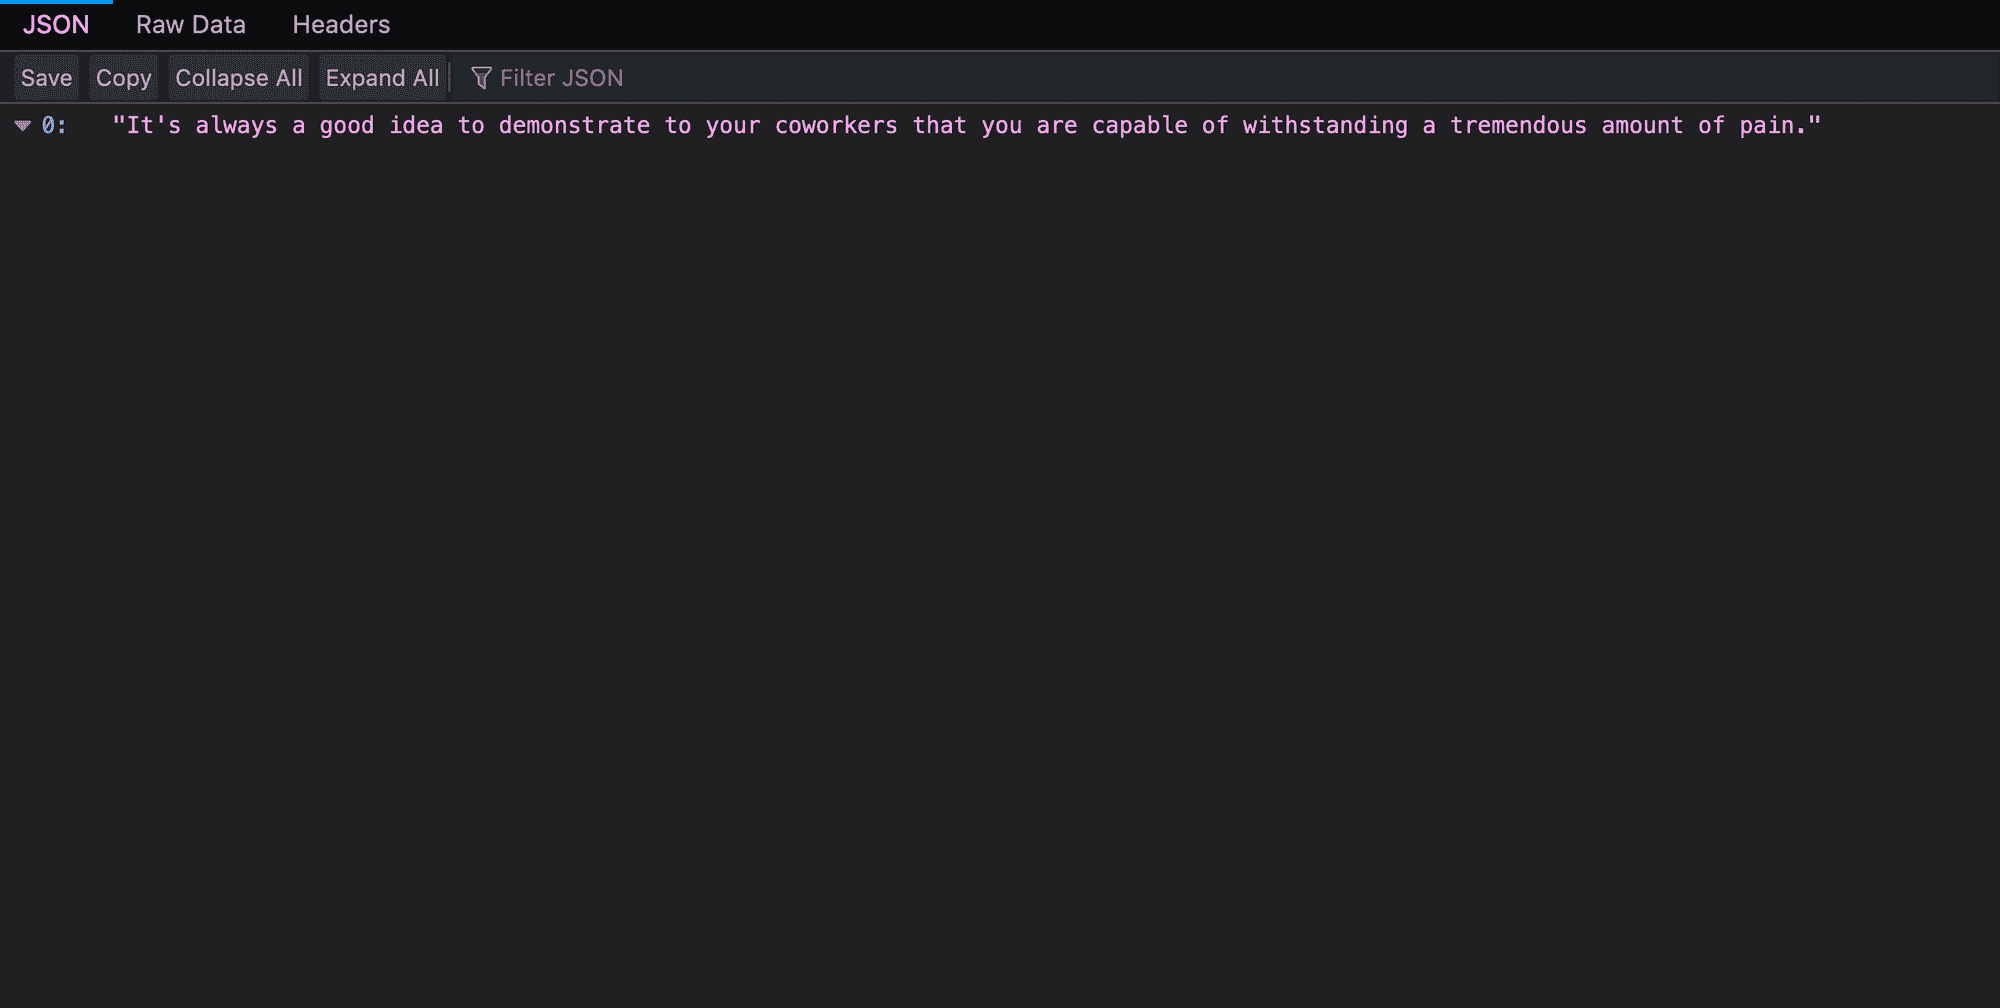 JSON Raw Data Headers
Save Copy Collapse All Expand All Filter JSON
0: "It's always a good idea to demonstrate to your coworkers that you are capable of withstanding a tremendous amount of pain."